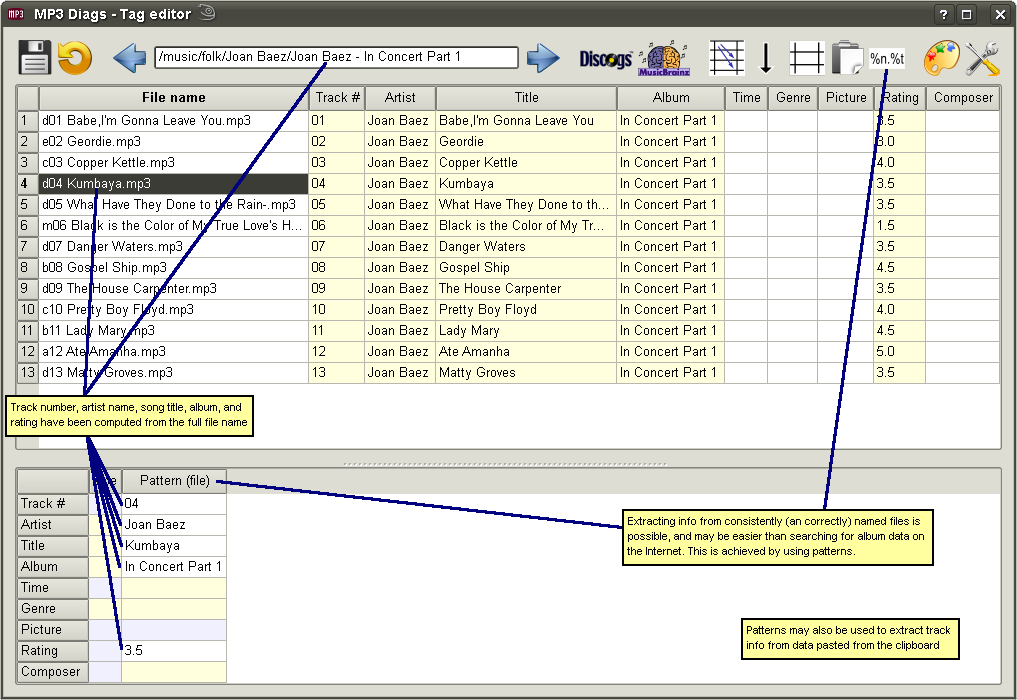 MP3 MP3 Diags - Tag editor ?
/music/folk/Joan Baez/Joan Baez - In Concert Part 1 Discogs MusicBrainz %n.%t
File name Track # Artist Title Album Time Genre Picture Rating Composer
1 d01 Babe,I'm Gonna Leave You.mp3 01 Joan Baez Babe,I'm Gonna Leave You In Concert Part 1 3.5
2 e02 Geordie.mp3 02 Joan Baez Geordie In Concert Part 1 3.0
3 c03 Copper Kettle.mp3 03 Joan Baez Copper Kettle In Concert Part 1 4.0
4 d04 Kumbaya.mp3 04 Joan Baez Kumbaya In Concert Part 1 3.5
5 d05 What Have They Done to the Rain-.mp3 05 Joan Baez What Have They Done to th... In Concert Part 1 3.5
6 m06 Black is the Color of My True Love's H... 06 Joan Baez Black is the Color of My Tr... In Concert Part 1 1.5
7 d07 Danger Waters.mp3 07 Joan Baez Danger Waters In Concert Part 1 3.5
8 b08 Gospel Ship.mp3 08 Joan Baez Gospel Ship In Concert Part 1 4.5
9 d09 The House Carpenter.mp3 09 Joan Baez The House Carpenter In Concert Part 1 3.5
10 c10 Pretty Boy Floyd.mp3 10 Joan Baez Pretty Boy Floyd In Concert Part 1 4.0
11 b11 Lady Mary.mp3 11 Joan Baez Lady Mary In Concert Part 1 4.5
12 a12 Ate Amanha.mp3 12 Joan Baez Ate Amanha In Concert Part 1 5.0
13 d13 Matty Groves.mp3 13 Joan Baez Matty Groves In Concert Part 1 3.5
Track number, artist name, song title, album, and
rating have been computed from the full file name
Pattern (file)
Track # 04
Artist Joan Baez
Title Kumbaya
Album In Concert Part 1
Time
Genre
Picture
Rating 3.5
Composer
Extracting info from consistently (an correctly) named files is
possible, and may be easier than searching for album data on
the Internet. This is achieved by using patterns.
Patterns may also be used to extract track
info from data pasted from the clipboard